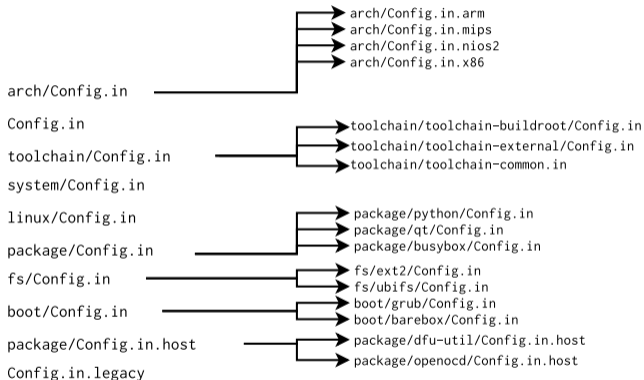 arch/Config.in.arm
arch/Config.in.mips
arch/Config.in.nios2
arch/Config.in.x86
arch/Config.in
Config.in
toolchain/toolchain-buildroot/Config.in
toolchain/toolchain-external/Config.in
toolchain/Config.in
toolchain/toolchain-common.in
system/Config.in
linux/Config.in
package/python/Config.in
package/qt/Config.in
package/busybox/Config.in
package/Config.in
fs/ext2/Config.in
fs/Config.in
fs/ubifs/Config.in
boot/grub/Config.in
boot/Config.in
boot/barebox/Config.in
package/dfu-util/Config.in.host
package/Config.in.host
package/openocd/Config.in.host
Config.in.legacy